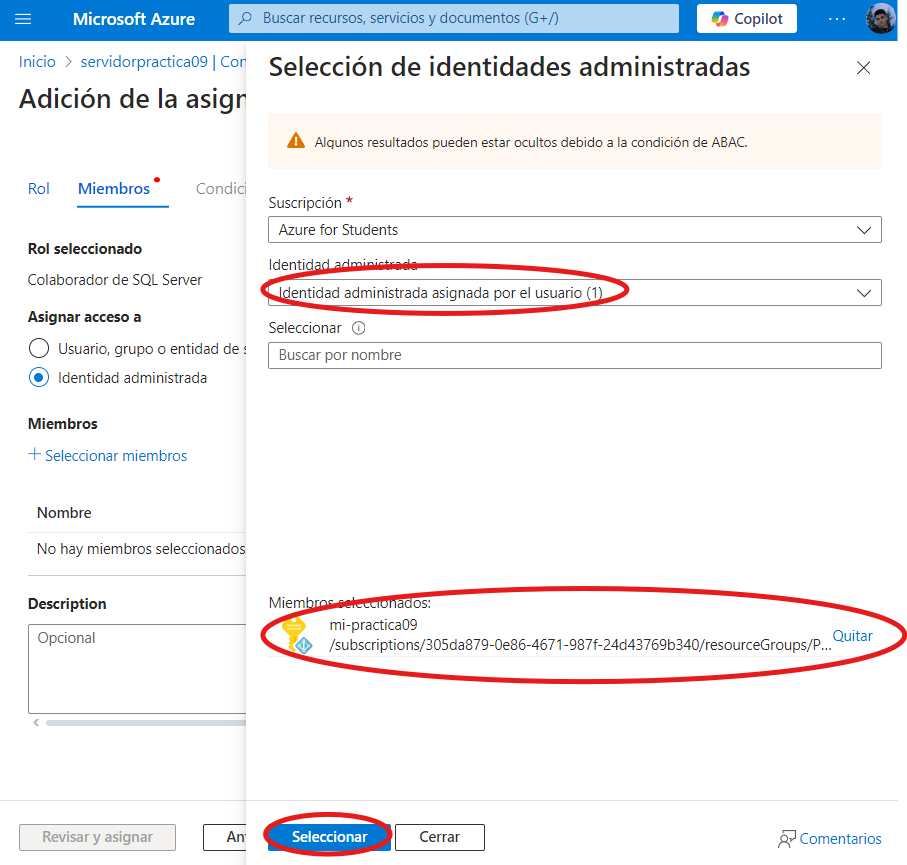 Microsoft Azure
Buscar recursos, servicios y documentos (G+/)
Copilot
Inicio > servidorpractica09 | Con
Adición de la asign
Rol
Miembros
Condici
Rol seleccionado
Colaborador de SQL Server
Asignar acceso a
Usuario, grupo o entidad de s
Identidad administrada
Miembros
+ Seleccionar miembros
Nombre
No hay miembros seleccionados
Description
Opcional
Revisar y asignar
An
Selección de identidades administradas
Algunos resultados pueden estar ocultos debido a la condición de ABAC.
Suscripción *
Azure for Students
Identidad administrada
Identidad administrada asignada por el usuario (1)
Seleccionar
Buscar por nombre
Miembros seleccionados:
mi-practica09
/subscriptions/305da879-0e86-4671-987f-24d43769b340/resourceGroups/P...
Quitar
Seleccionar
Cerrar
Comentarios